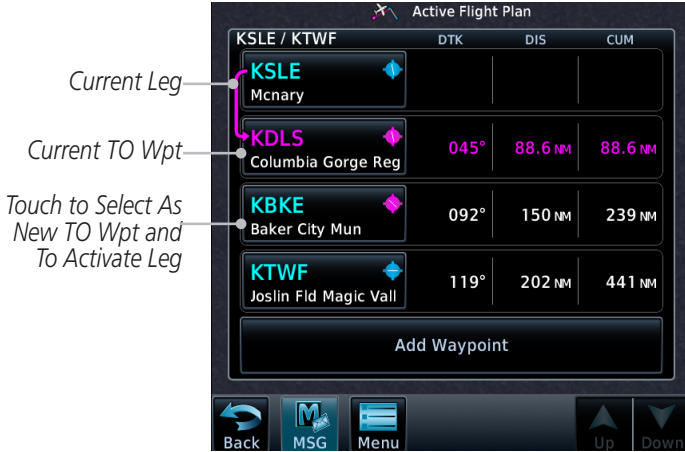 Active Flight Plan
KSLE / KTWF DTK DIS CUM
Current Leg
KSLE
Mcnary
Current TO Wpt
KDLS
Columbia Gorge Reg
045° 88.6 NM 88.6 NM
Touch to Select As
New TO Wpt and
To Activate Leg
KBKE
Baker City Mun
092° 150 NM 239 NM
KTWF
Joslin Fld Magic Vall
119° 202 NM 441 NM
Add Waypoint
Back MSG Menu Up Down